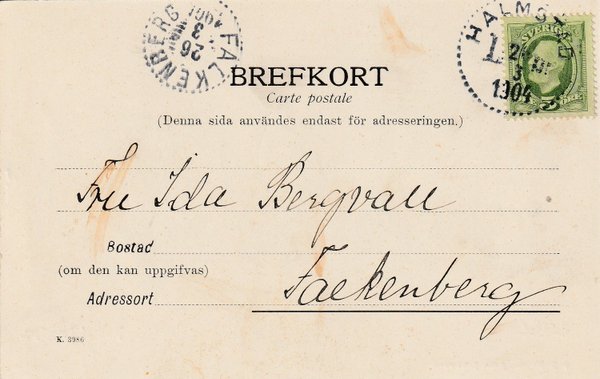 FALKENBERG
26
3
HALMSTAD
1904
SVERIGE
ÖRE
BREFKORT
Carte postale
(Denna sida användes endast för adresseringen.)
Fru Ida Bergvall
Bostad
(om den kan uppgifvas)
Falkenberg
Adressort
K. 3986